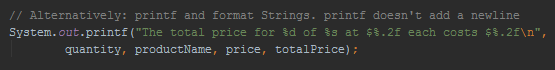 // Alternatively: printf and format Strings. printf doesn't add a newline
System.out.printf("The total price for %d of %s at $%.2f each costs $%.2f\n",
quantity, productName, price, totalPrice);